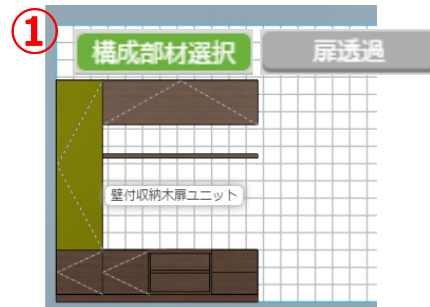 ①
構成部材選択 扉透過
壁付収納木扉ユニット